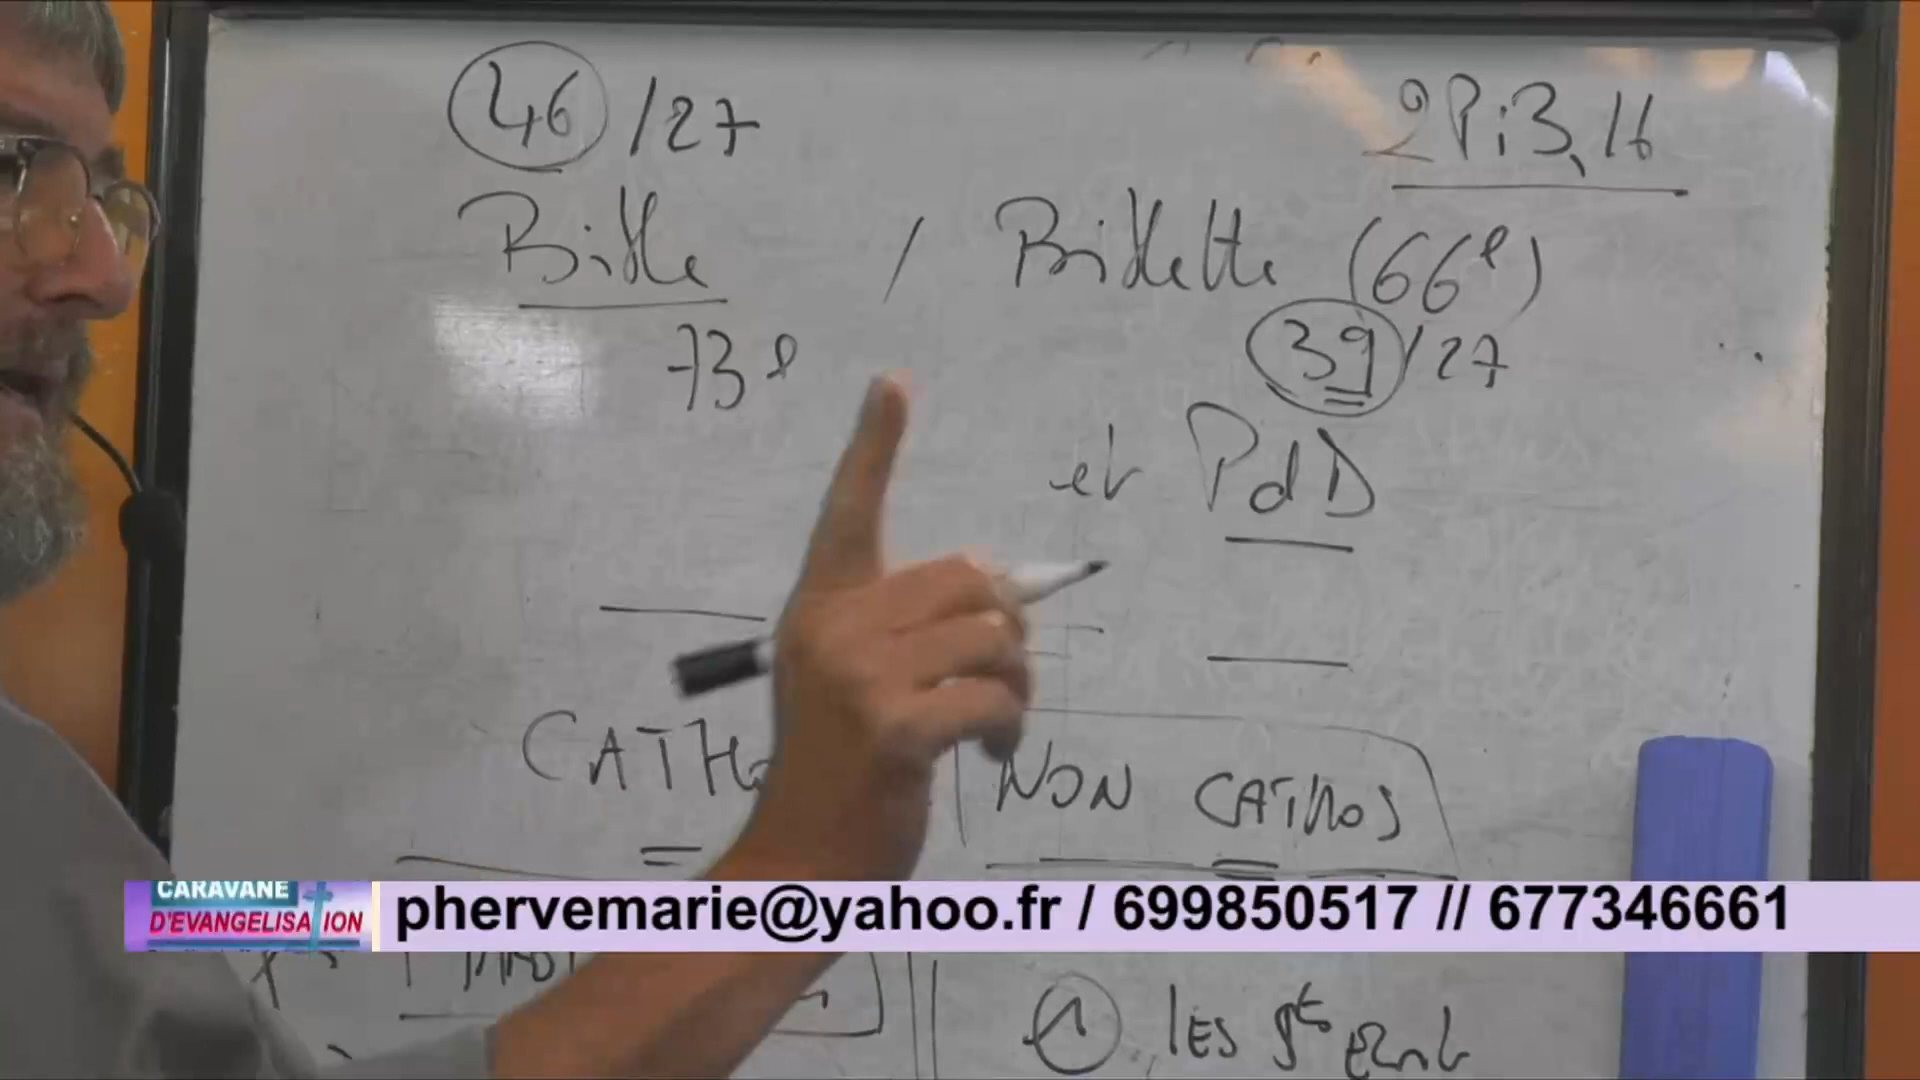 46 / 27
2Pi3, 16
Bible / Biblette (66l)
73l
39 / 27
et PdD
CATHO
NON CATHOS
CARAVANE
D'EVANGELISATION
phervemarie@yahoo.fr / 699850517 // 677346661
1 LES Sts